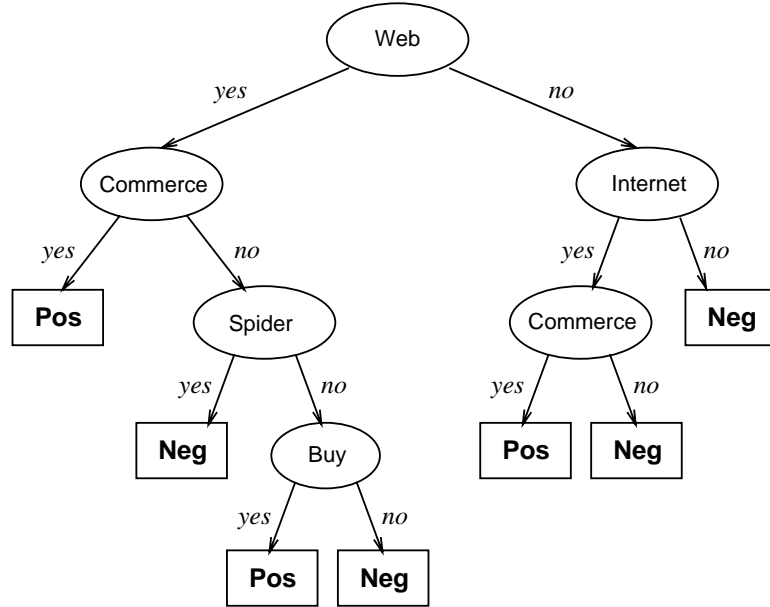 Web
yes no
Commerce Internet
yes no yes no
Pos Spider Commerce Neg
yes no yes no
Neg Buy Pos Neg
yes no
Pos Neg